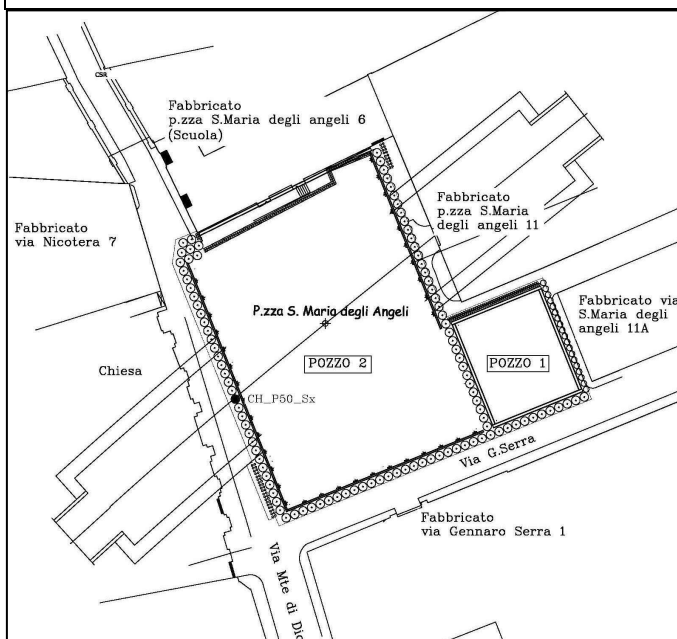 CSR
Fabbricato
p.zza S.Maria degli angeli 6
(Scuola)
Fabbricato
via Nicotera 7
Fabbricato
p.zza S.Maria
degli angeli 11
P.zza S. Maria degli Angeli
Fabbricato via
S.Maria degli
angeli 11A
POZZO 2
POZZO 1
Chiesa
CH_P50_Sx
Via G.Serra
Fabbricato
via Gennaro Serra 1
Via Mte di Dic